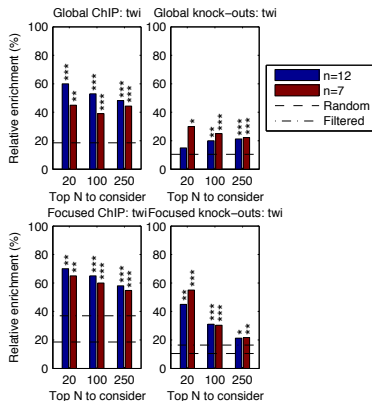 Global ChIP: twi
Global knock-outs: twi
Relative enrichment (%)
100
80
60
40
20
0
*** ** *** *** *** ***
* ** *** *** ***
20 100 250
20 100 250
Top N to consider
Top N to consider
n=12
n=7
Random
Filtered
Focused ChIP: twi
Focused knock-outs: twi
Relative enrichment (%)
100
80
60
40
20
0
** ** *** *** *** ***
** *** *** *** * **
20 100 250
20 100 250
Top N to consider
Top N to consider